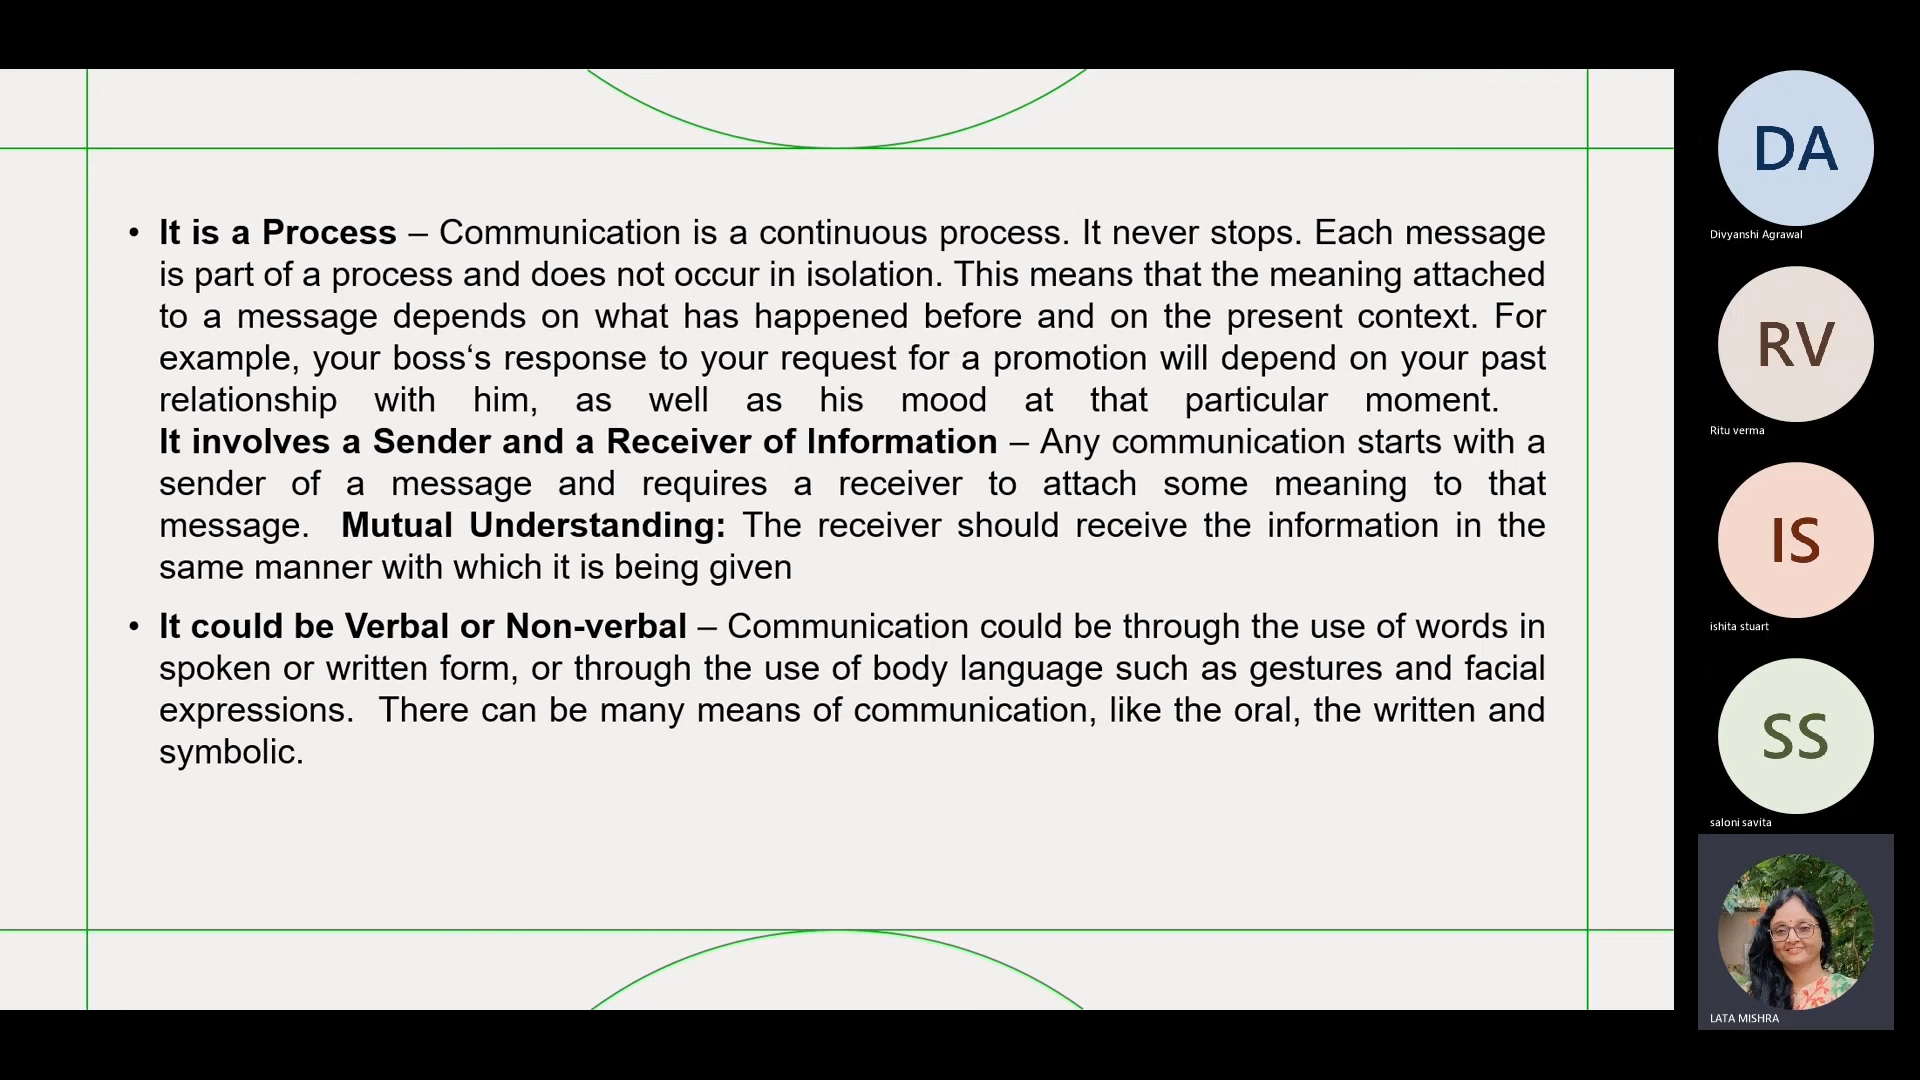 • It is a Process – Communication is a continuous process. It never stops. Each message
is part of a process and does not occur in isolation. This means that the meaning attached
to a message depends on what has happened before and on the present context. For
example, your boss‘s response to your request for a promotion will depend on your past
relationship with him, as well as his mood at that particular moment.
It involves a Sender and a Receiver of Information – Any communication starts with a
sender of a message and requires a receiver to attach some meaning to that
message. Mutual Understanding: The receiver should receive the information in the
same manner with which it is being given
• It could be Verbal or Non-verbal – Communication could be through the use of words in
spoken or written form, or through the use of body language such as gestures and facial
expressions. There can be many means of communication, like the oral, the written and
symbolic.
DA
Divyanshi Agrawal
RV
Ritu verma
IS
ishita stuart
SS
saloni savita
LATA MISHRA